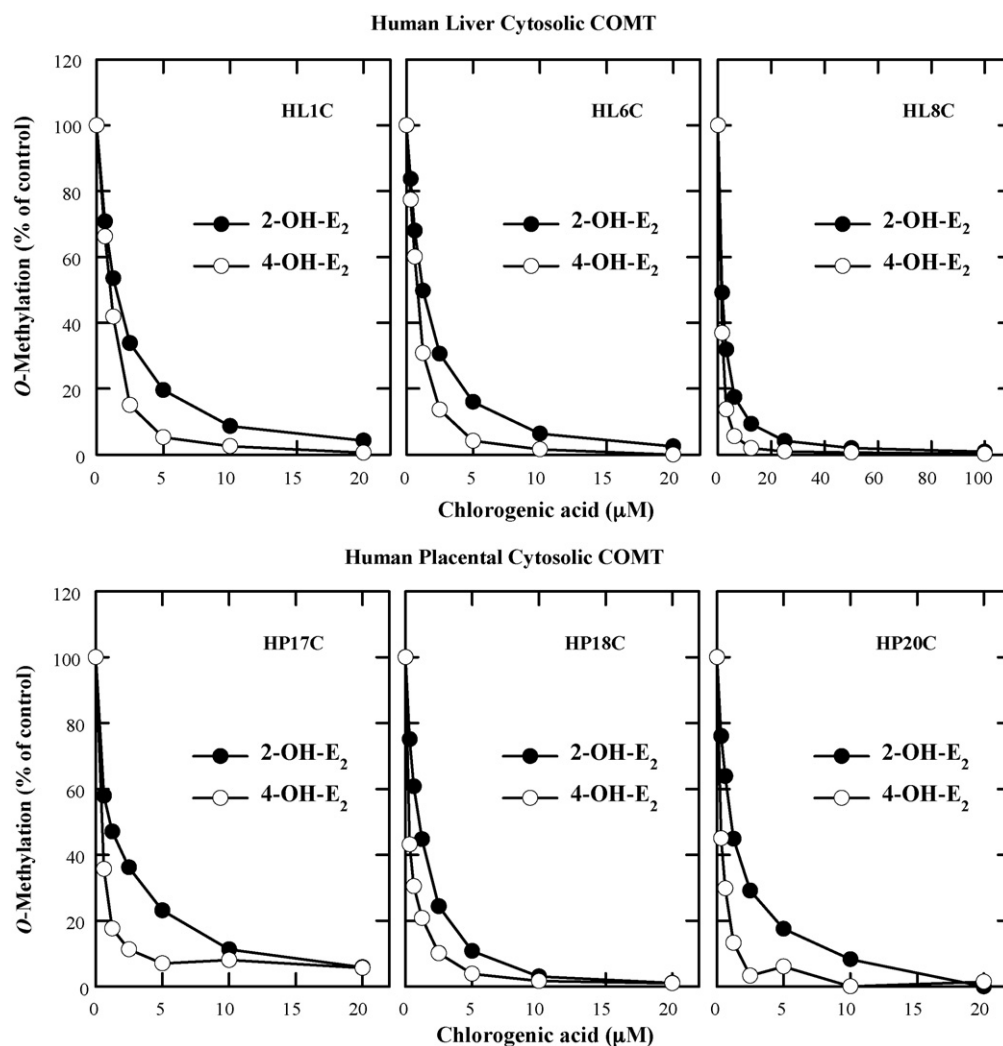 Human Liver Cytosolic COMT
O-Methylation (% of control)
120
100
80
60
40
20
0
HL1C
2-OH-E₂
4-OH-E₂
0 5 10 15 20
HL6C
2-OH-E₂
4-OH-E₂
0 5 10 15 20
HL8C
2-OH-E₂
4-OH-E₂
0 20 40 60 80 100
Chlorogenic acid (µM)
Human Placental Cytosolic COMT
O-Methylation (% of control)
120
100
80
60
40
20
0
HP17C
2-OH-E₂
4-OH-E₂
0 5 10 15 20
HP18C
2-OH-E₂
4-OH-E₂
0 5 10 15 20
HP20C
2-OH-E₂
4-OH-E₂
0 5 10 15 20
Chlorogenic acid (µM)